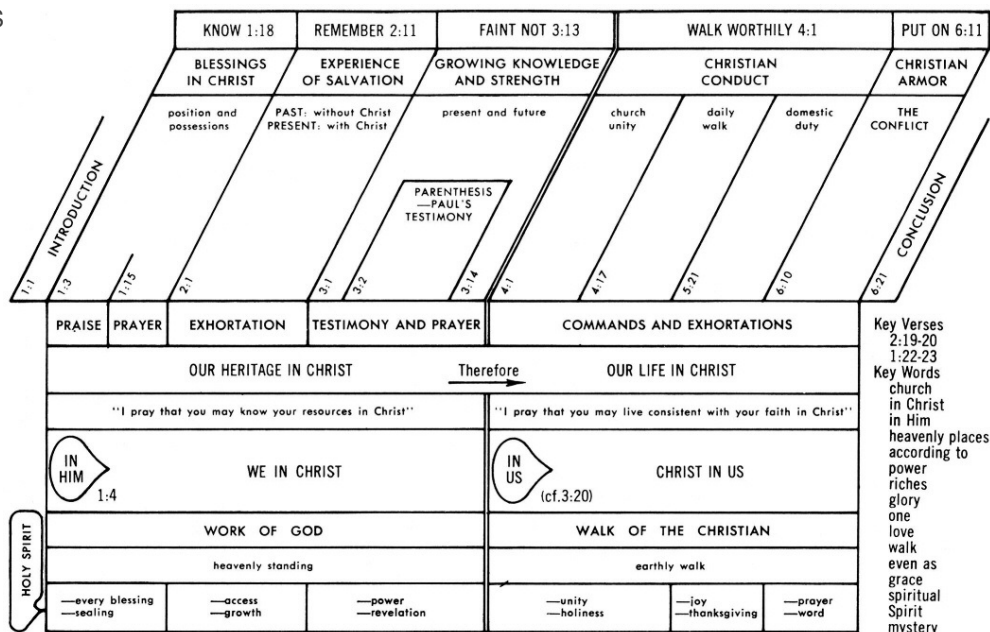 S
KNOW 1:18
REMEMBER 2:11
FAINT NOT 3:13
WALK WORTHILY 4:1
PUT ON 6:11
BLESSINGS
IN CHRIST
EXPERIENCE
OF SALVATION
GROWING KNOWLEDGE
AND STRENGTH
CHRISTIAN
CONDUCT
CHRISTIAN
ARMOR
position and
possessions
PAST: without Christ
PRESENT: with Christ
present and future
church
unity
daily
walk
domestic
duty
THE
CONFLICT
PARENTHESIS
—PAUL'S
TESTIMONY
INTRODUCTION
CONCLUSION
1:1
1:3
1:15
2:1
3:1
3:2
3:14
4:1
4:17
5:21
6:10
6:21
PRAISE
PRAYER
EXHORTATION
TESTIMONY AND PRAYER
COMMANDS AND EXHORTATIONS
OUR HERITAGE IN CHRIST
Therefore
OUR LIFE IN CHRIST
"I pray that you may know your resources in Christ"
"I pray that you may live consistent with your faith in Christ"
IN
HIM
1:4
WE IN CHRIST
IN
US
(cf.3:20)
CHRIST IN US
WORK OF GOD
WALK OF THE CHRISTIAN
heavenly standing
earthly walk
HOLY SPIRIT
—every blessing
—sealing
—access
—growth
—power
—revelation
—unity
—holiness
—joy
—thanksgiving
—prayer
—word
Key Verses
2:19-20
1:22-23
Key Words
church
in Christ
in Him
heavenly places
according to
power
riches
glory
one
love
walk
even as
grace
spiritual
Spirit
mystery